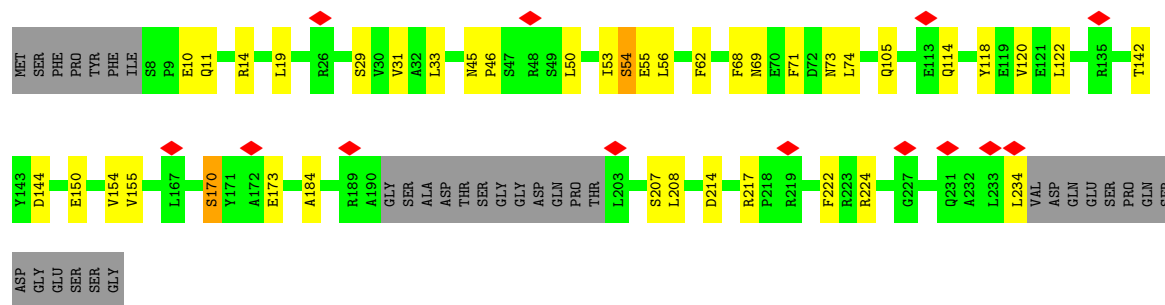 MET SER PHE PRO TYR PHE ILE S8 P9 E10 Q11 R14 L19 R26 S29 V30 V31 A32 L33 N45 P46 S47 R48 S49 L50 I53 S54 E55 L56 F62 F68 N69 E70 F71 D72 N73 L74 Q105 E113 Q114 Y118 E119 V120 E121 L122 R135 T142
Y143 D144 E150 V154 V155 L167 S170 Y171 A172 E173 A184 R189 A190 GLY SER ALA ASP THR SER GLY GLY ASP GLN PRO THR L203 S207 L208 D214 R217 P218 R219 F222 R223 R224 G227 Q231 A232 L233 L234 VAL ASP GLN GLU SER PRO GLN SER
ASP GLY GLU SER SER GLY